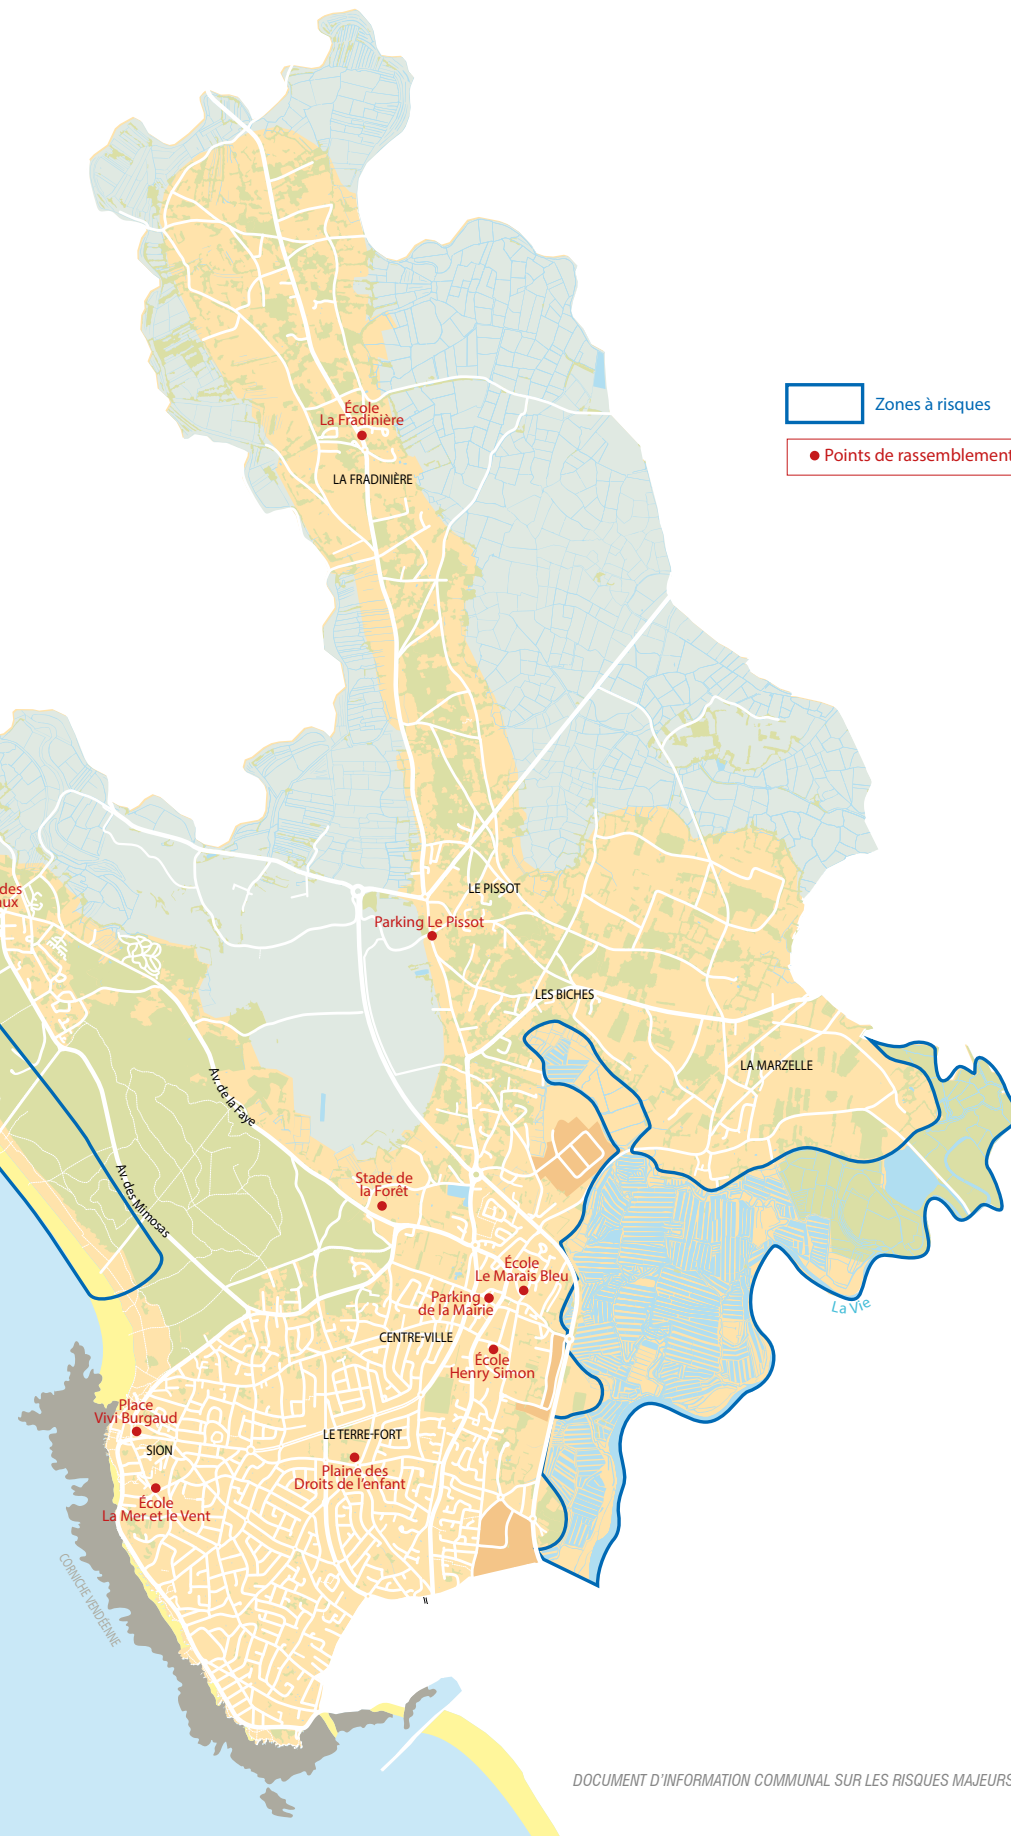 École
La Fradinière
Zones à risques
Points de rassemblement
LA FRADINIÈRE
des
aux
LE PISSOT
Parking Le Pissot
LES BICHES
LA MARZELLE
Av. de la Faye
Av. des Mimosas
Stade de
la Forêt
École
Le Marais Bleu
Parking
de la Mairie
La Vie
CENTRE-VILLE
École
Henry Simon
Place
Vivi Burgaud
SION
LE TERRE-FORT
Plaine des
Droits de l'enfant
École
La Mer et le Vent
CORNICHE VENDÉENNE
DOCUMENT D'INFORMATION COMMUNAL SUR LES RISQUES MAJEURS